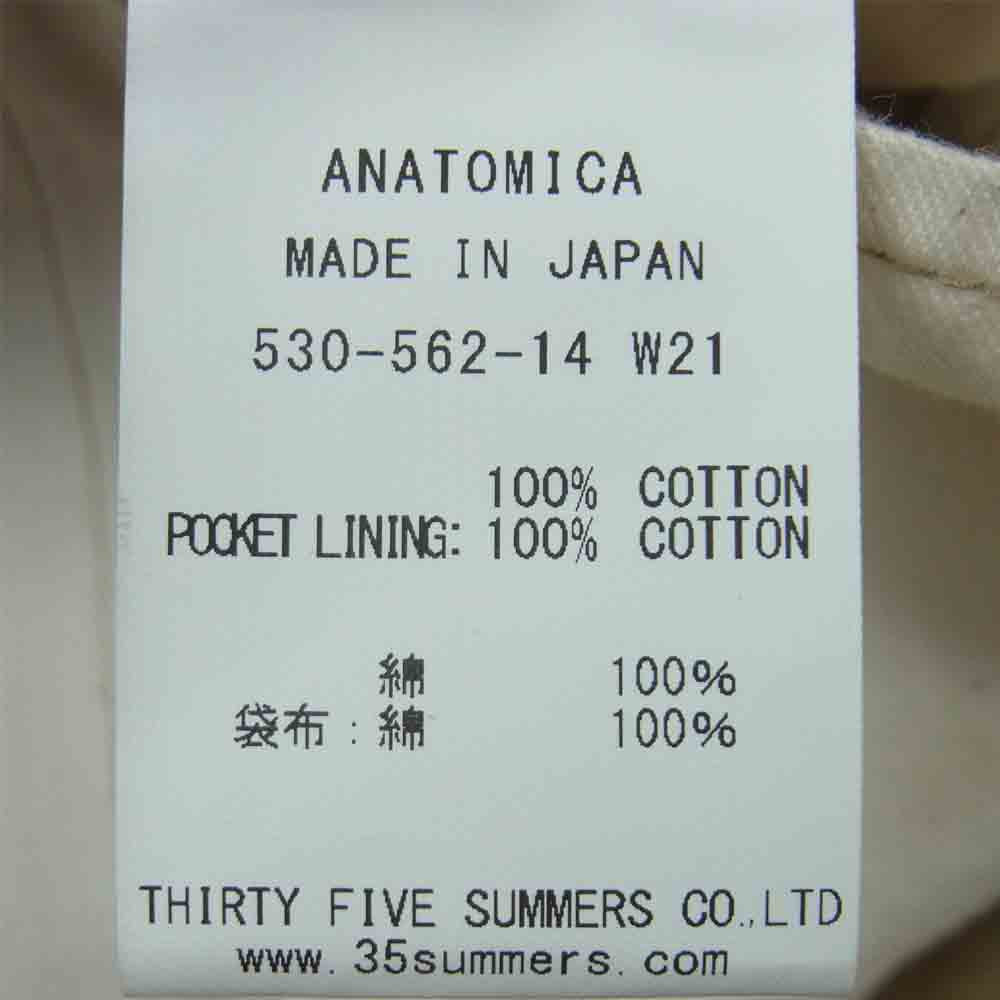 ANATOMICA
MADE IN JAPAN
530-562-14 W21
100% COTTON
POCKET LINING: 100% COTTON
綿 100%
袋布:綿 100%
THIRTY FIVE SUMMERS CO.,LTD
www.35summers.com